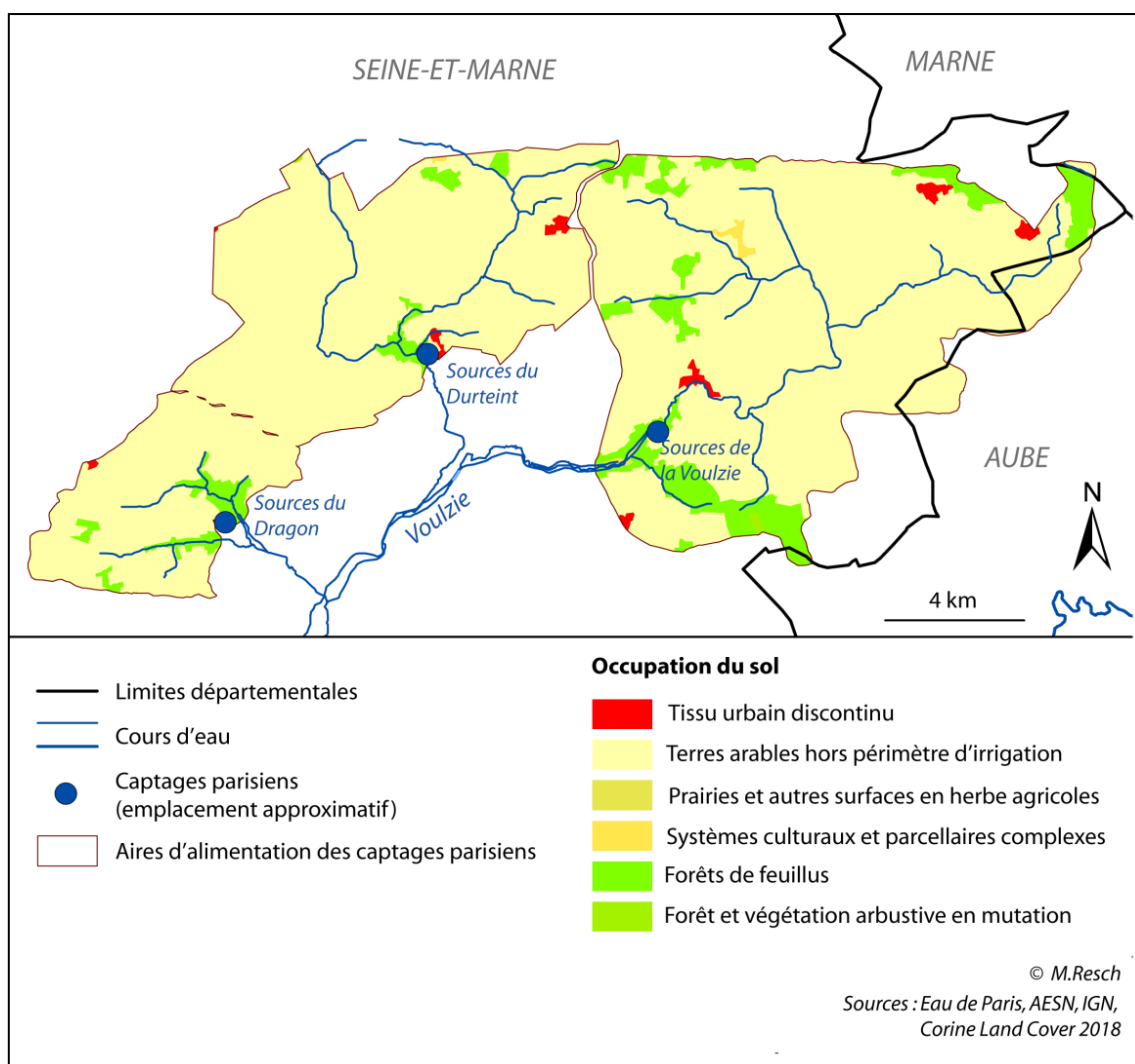 SEINE-ET-MARNE
MARNE
Sources du
Durteint
Sources de
la Voulzie
AUBE
Sources du
Dragon
Voulzie
N
4 km
Limites départementales
Cours d'eau
Captages parisiens
(emplacement approximatif)
Aires d'alimentation des captages parisiens
Occupation du sol
Tissu urbain discontinu
Terres arables hors périmètre d'irrigation
Prairies et autres surfaces en herbe agricoles
Systèmes culturaux et parcellaires complexes
Forêts de feuillus
Forêt et végétation arbustive en mutation
© M.Resch
Sources : Eau de Paris, AESN, IGN,
Corine Land Cover 2018